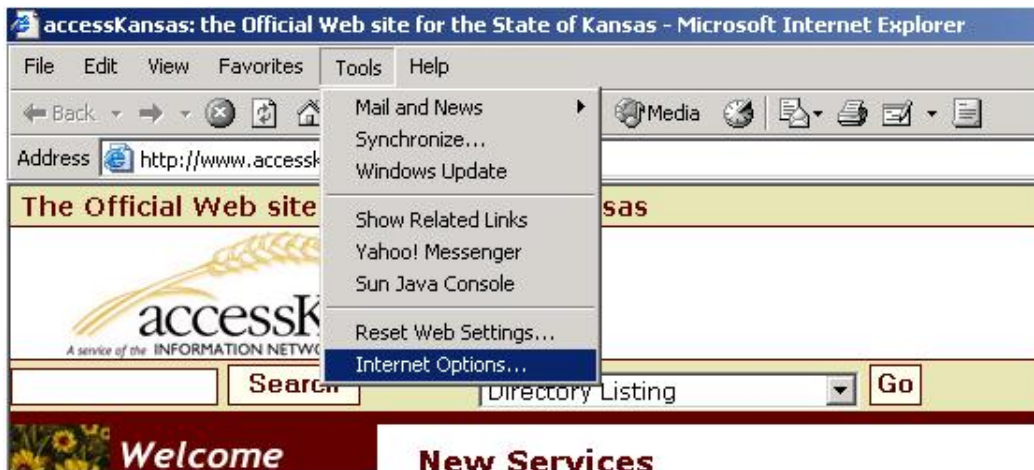 accessKansas: the Official Web site for the State of Kansas - Microsoft Internet Explorer
File Edit View Favorites Tools Help
Back Media
Address http://www.accessk
Mail and News
Synchronize...
Windows Update
Show Related Links
Yahoo! Messenger
Sun Java Console
Reset Web Settings...
Internet Options...
The Official Web site sas
accessK
A service of the INFORMATION NETWO
Search Directory Listing Go
Welcome New Services